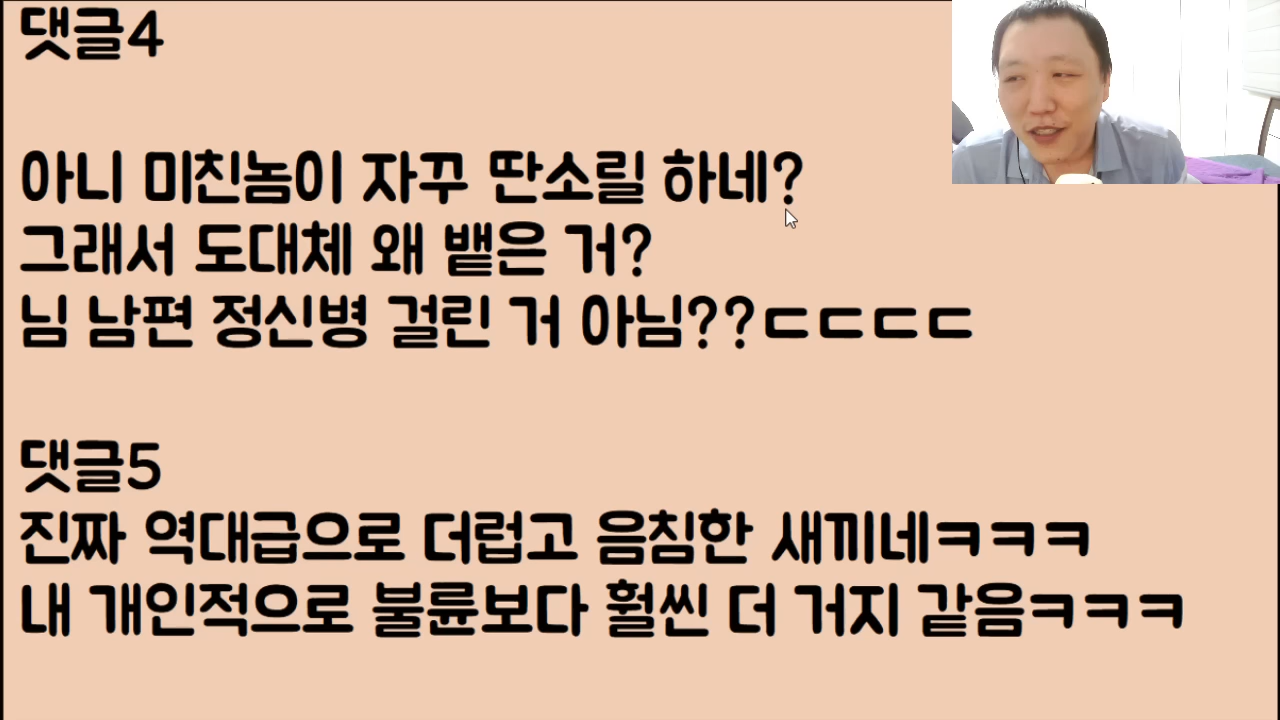 댓글4
아니 미친놈이 자꾸 딴소릴 하네?
그래서 도대체 왜 뱉은 거?
님 남편 정신병 걸린 거 아님??ㄷㄷㄷㄷ
댓글5
진짜 역대급으로 더럽고 음침한 새끼네ㅋㅋㅋ
내 개인적으로 불륜보다 훨씬 더 거지 같음ㅋㅋㅋ